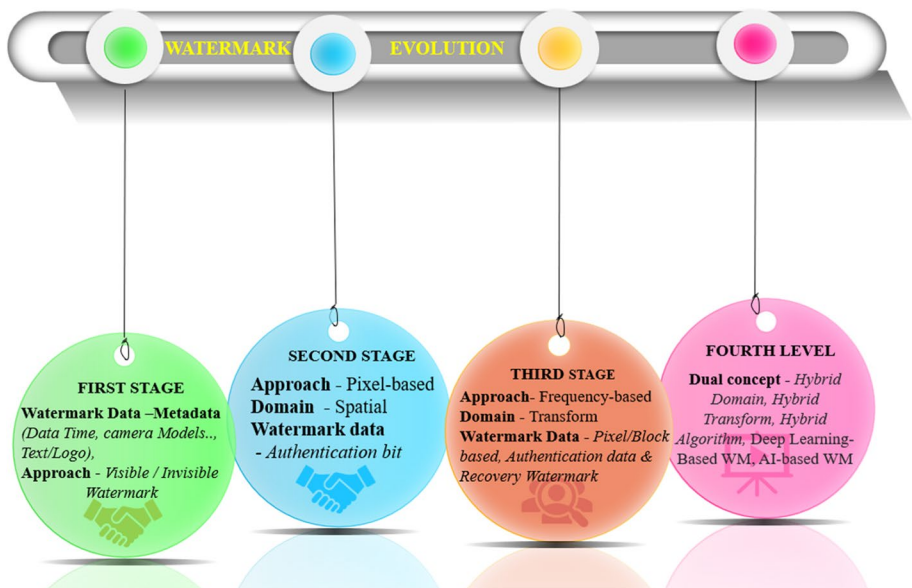 WATERMARK EVOLUTION
FIRST STAGE
Watermark Data –Metadata
(Data Time, camera Models..,
Text/Logo),
Approach - Visible / Invisible
Watermark
SECOND STAGE
Approach - Pixel-based
Domain - Spatial
Watermark data
- Authentication bit
THIRD STAGE
Approach- Frequency-based
Domain - Transform
Watermark Data - Pixel/Block
based, Authentication data &
Recovery Watermark
FOURTH LEVEL
Dual concept - Hybrid
Domain, Hybrid
Transform, Hybrid
Algorithm, Deep Learning-
Based WM, AI-based WM